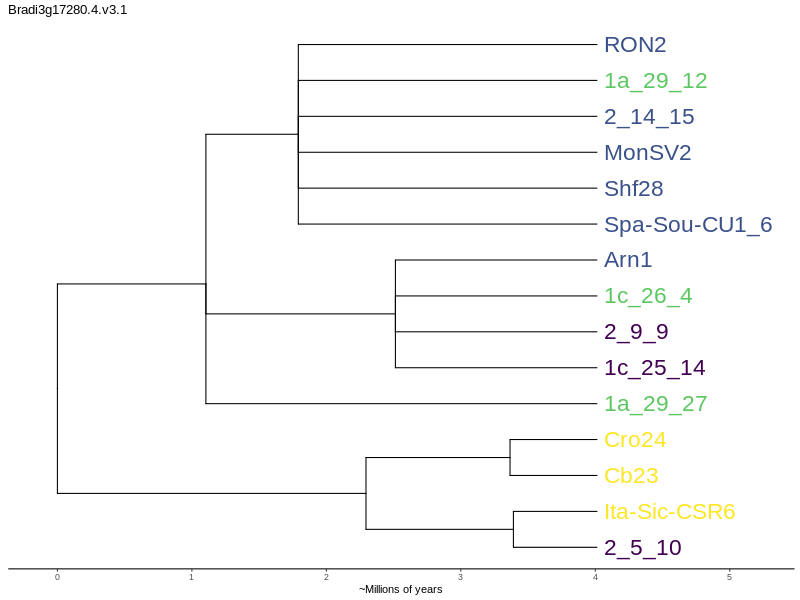 Bradi3g17280.4.v3.1
RON2
1a_29_12
2_14_15
MonSV2
Shf28
Spa-Sou-CU1_6
Arn1
1c_26_4
2_9_9
1c_25_14
1a_29_27
Cro24
Cb23
Ita-Sic-CSR6
2_5_10
0 1 2 3 4 5
~Millions of years